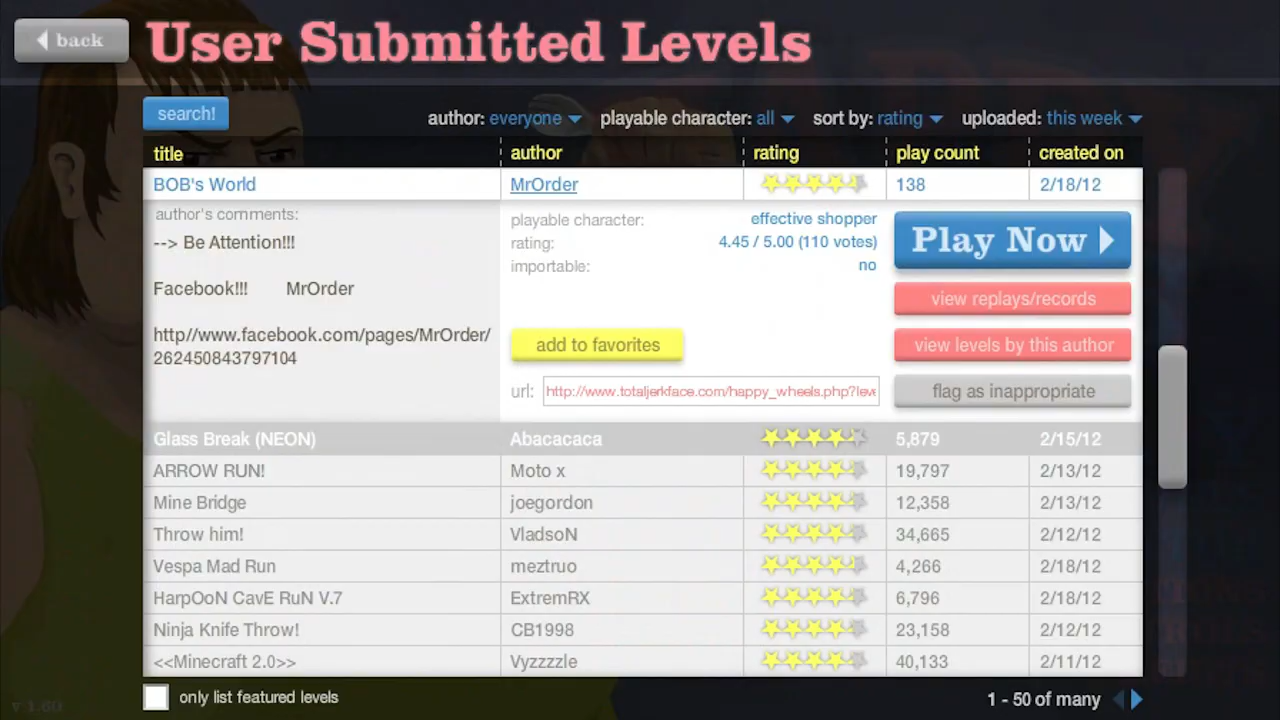 back
User Submitted Levels
search!
author: everyone playable character: all sort by: rating uploaded: this week
title author rating play count created on
BOB's World MrOrder 138 2/18/12
author's comments:
--> Be Attention!!!
Facebook!!! MrOrder
http://www.facebook.com/pages/MrOrder/
262450843797104
playable character: effective shopper
rating: 4.45 / 5.00 (110 votes)
importable: no
add to favorites
url: http://www.totaljerkface.com/happy_wheels.php?leve
Play Now
view replays/records
view levels by this author
flag as inappropriate
Glass Break (NEON) Abacacaca 5,879 2/15/12
ARROW RUN! Moto x 19,797 2/13/12
Mine Bridge joegordon 12,358 2/13/12
Throw him! VladsoN 34,665 2/12/12
Vespa Mad Run meztruo 4,266 2/18/12
HarpOoN CavE RuN V.7 ExtremRX 6,796 2/18/12
Ninja Knife Throw! CB1998 23,158 2/12/12
<<Minecraft 2.0>> Vyzzzzle 40,133 2/11/12
only list featured levels 1 - 50 of many
v 1.60